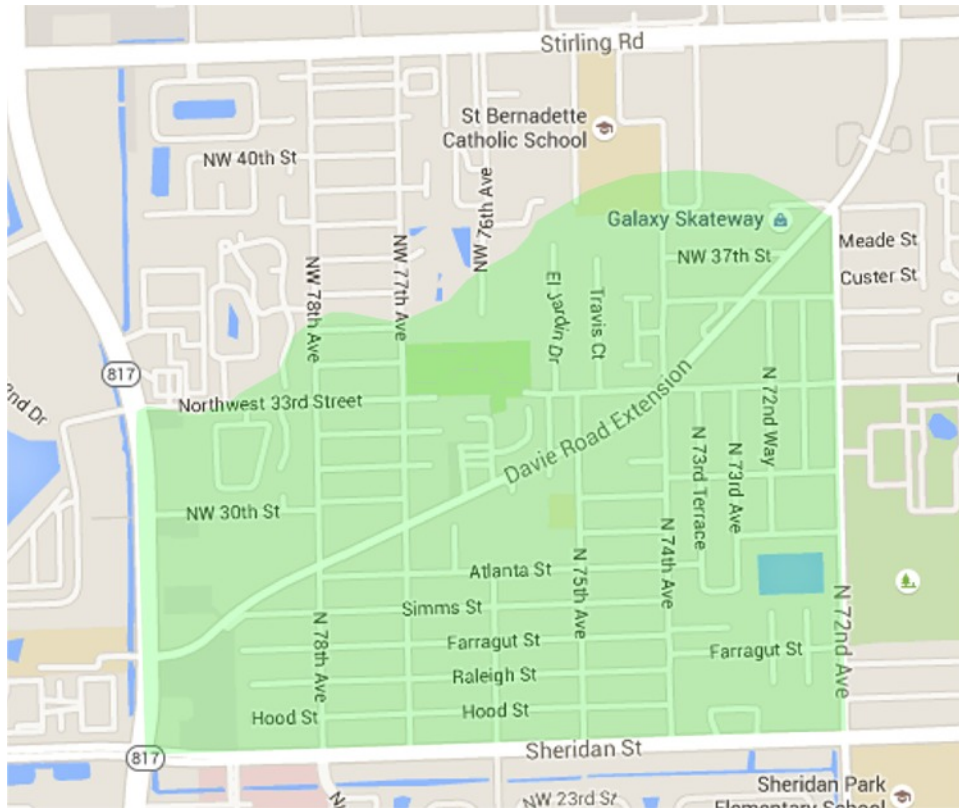 Stirling Rd
St Bernadette
Catholic School
NW 40th St
NW 76th Ave
Galaxy Skateway
NW 78th Ave
NW 77th Ave
NW 37th St
Meade St
Custer St
El Jardin Dr
Travis Ct
817
2nd Dr
Northwest 33rd Street
Davie Road Extension
N 72nd Way
N 73rd Terrace
N 73rd Ave
NW 30th St
N 74th Ave
N 75th Ave
Atlanta St
Simms St
N 78th Ave
Farragut St
Farragut St
N 72nd Ave
Raleigh St
Hood St
Hood St
817
Sheridan St
NW 23rd St
Sheridan Park
Elementary School